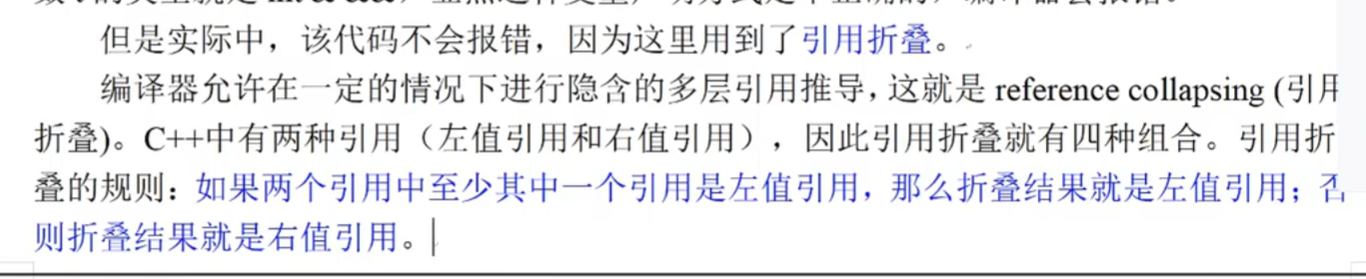 但是实际中，该代码不会报错，因为这里用到了引用折叠。
编译器允许在一定的情况下进行隐含的多层引用推导，这就是 reference collapsing (引用
折叠)。C++中有两种引用（左值引用和右值引用），因此引用折叠就有四种组合。引用折
叠的规则：如果两个引用中至少其中一个引用是左值引用，那么折叠结果就是左值引用；否
则折叠结果就是右值引用。